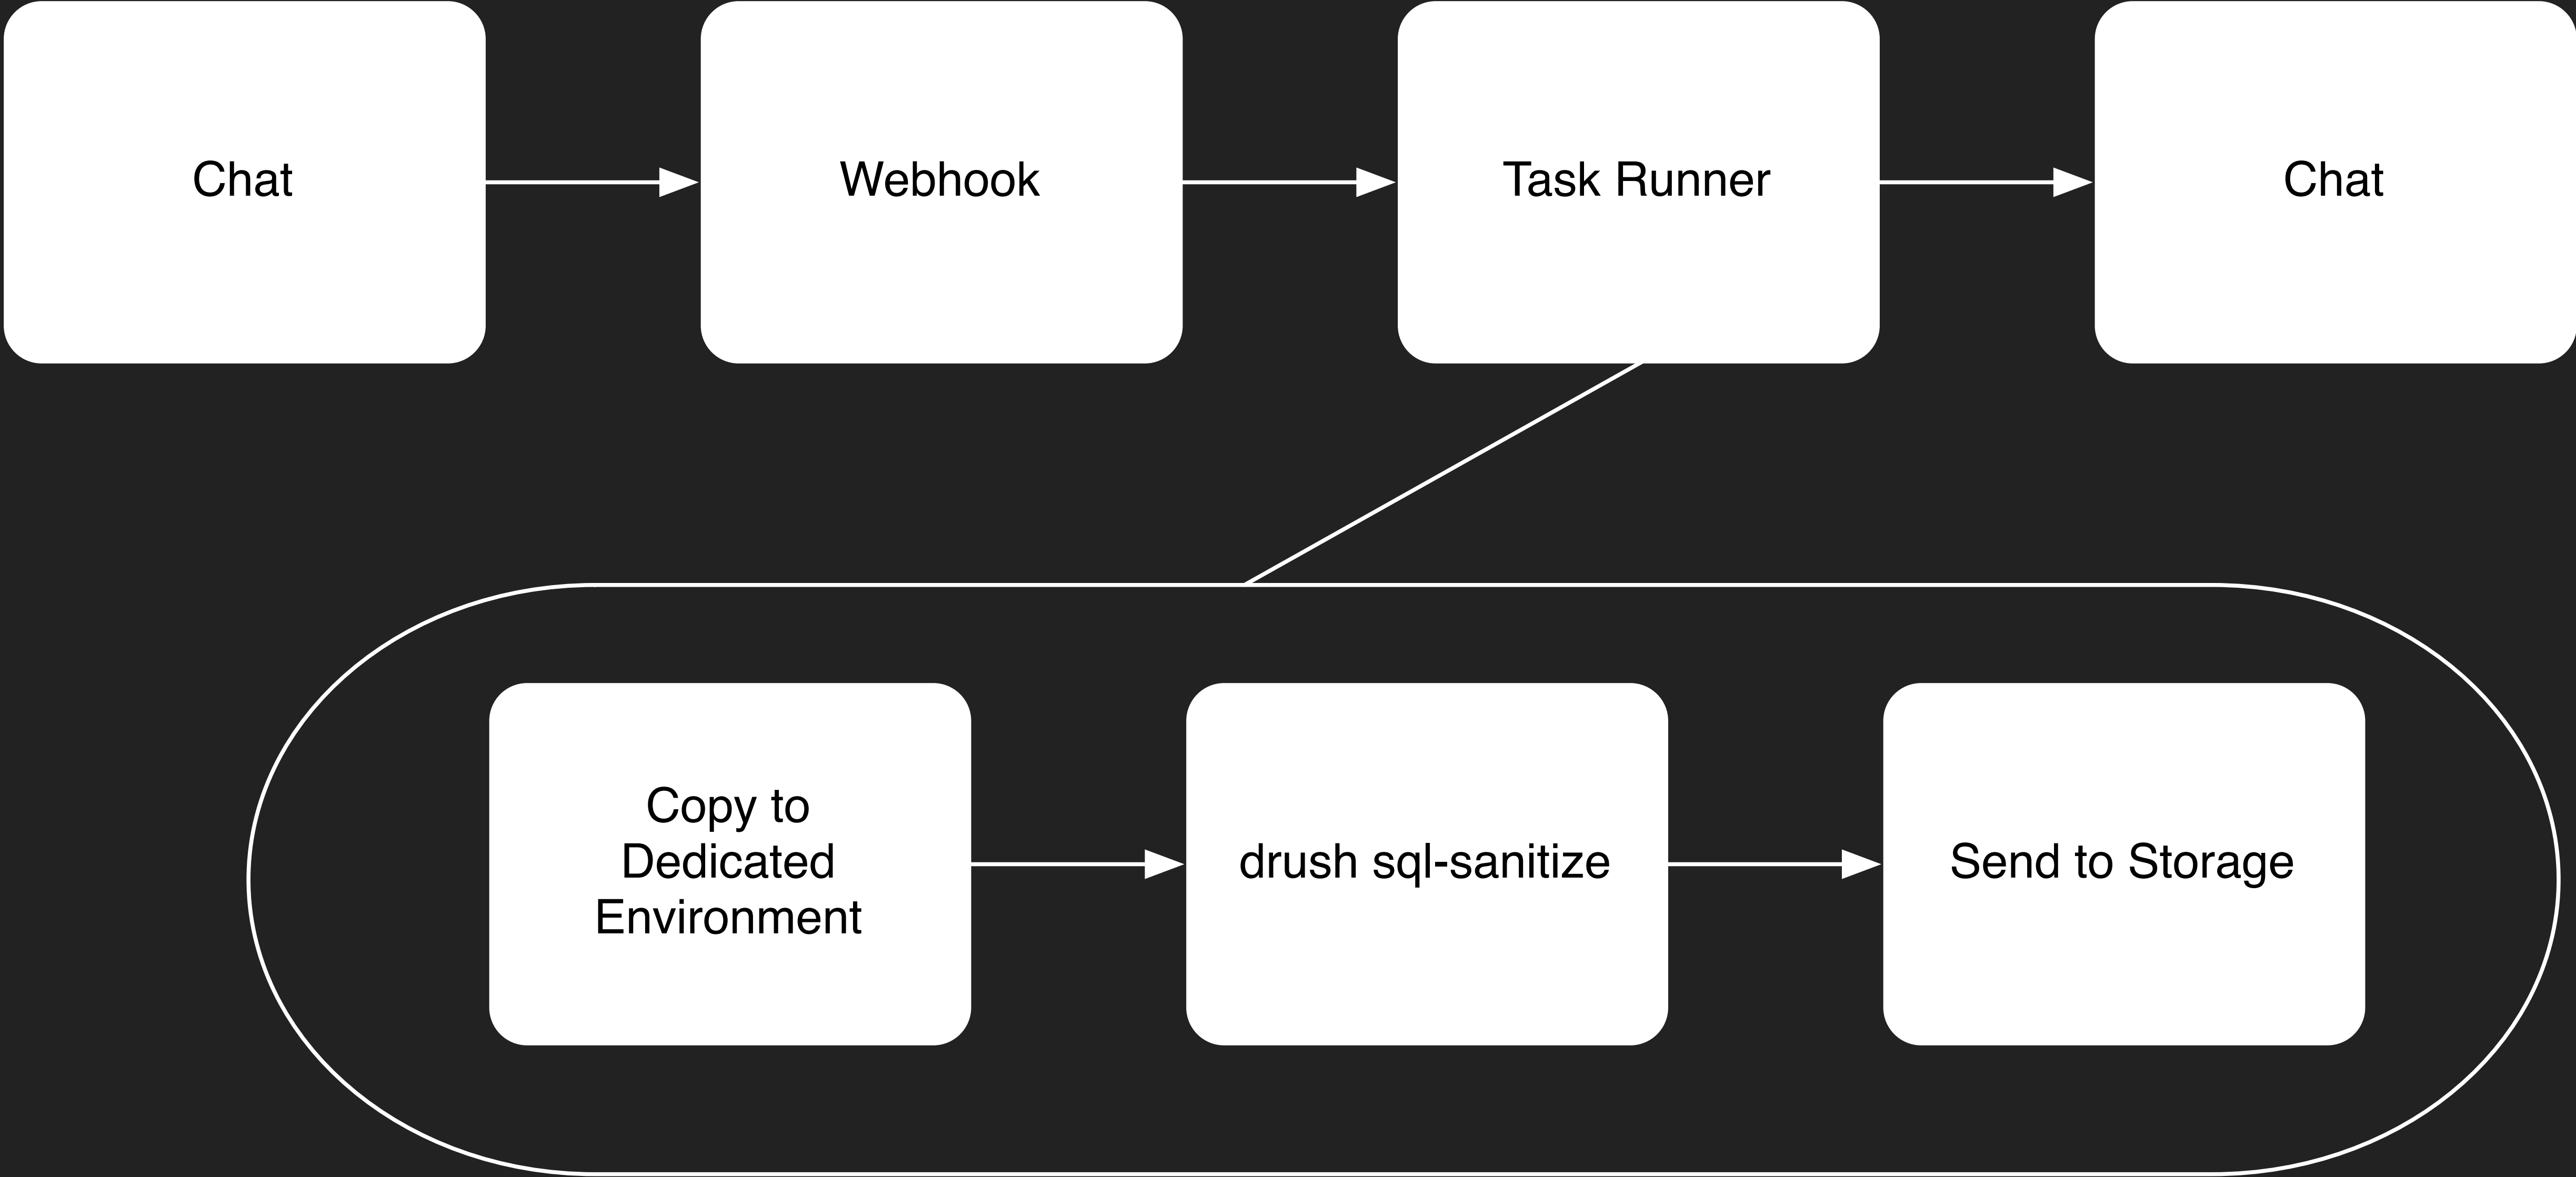 Chat
Webhook
Task Runner
Chat
Copy to
Dedicated
Environment
drush sql-sanitize
Send to Storage